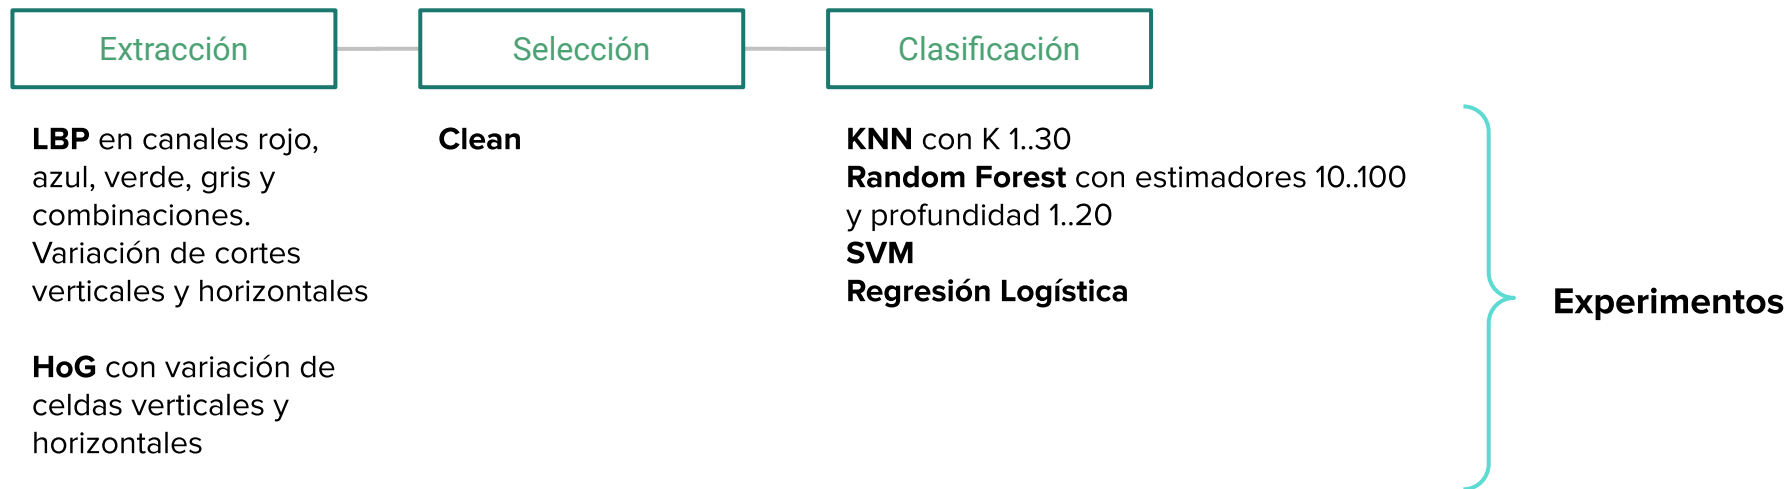 Extracción
Selección
Clasificación
LBP en canales rojo,
azul, verde, gris y
combinaciones.
Variación de cortes
verticales y horizontales
HoG con variación de
celdas verticales y
horizontales
Clean
KNN con K 1..30
Random Forest con estimadores 10..100
y profundidad 1..20
SVM
Regresión Logística
Experimentos